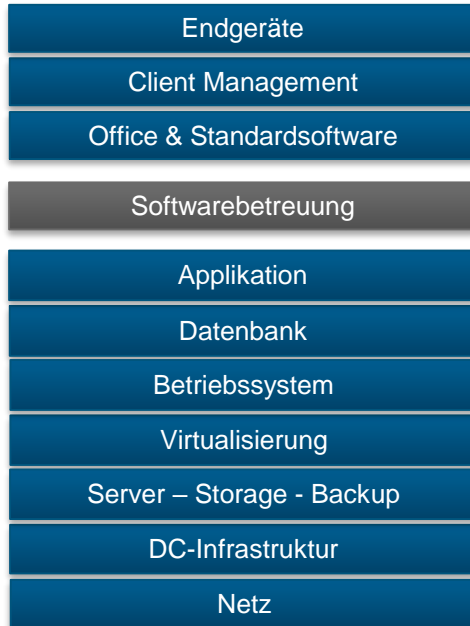 Endgeräte
Client Management
Office & Standardsoftware
Softwarebetreuung
Applikation
Datenbank
Betriebssystem
Virtualisierung
Server – Storage - Backup
DC-Infrastruktur
Netz